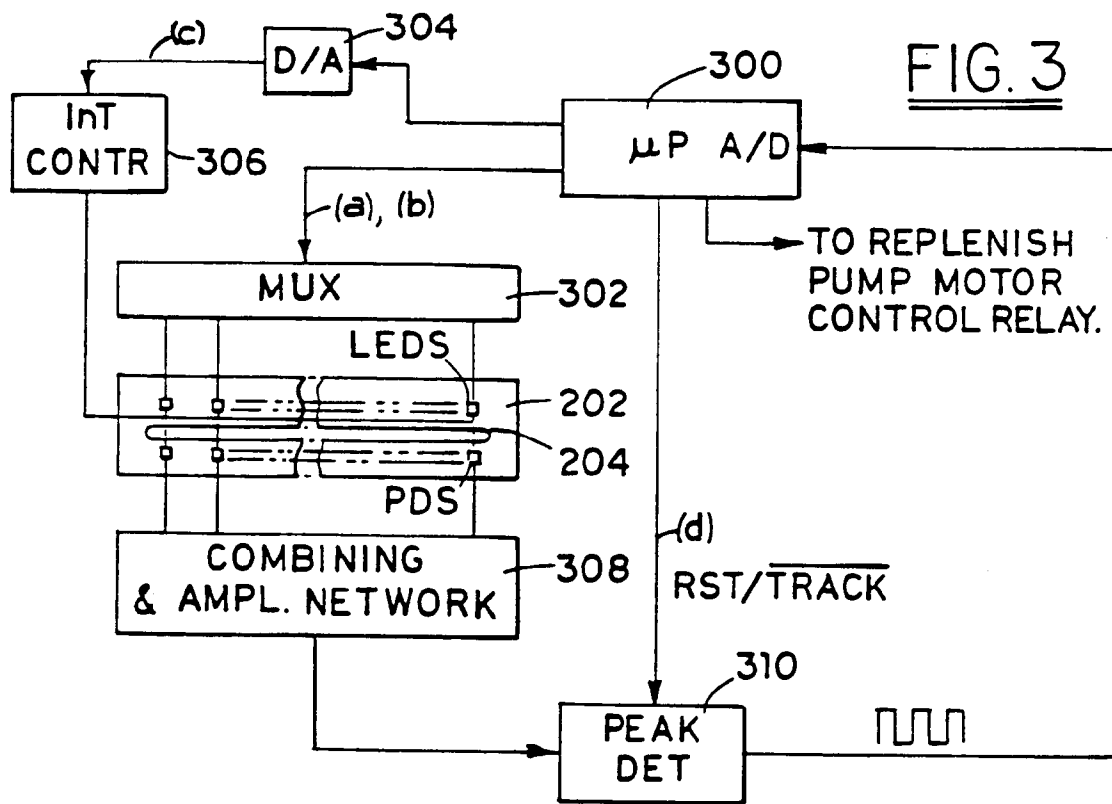 (c)
D/A
304
300
FIG. 3
InT
CONTR
306
μP A/D
(a), (b)
TO REPLENISH
PUMP MOTOR
CONTROL RELAY.
MUX
302
LEDS
202
204
PDS
(d)
COMBINING
& AMPL. NETWORK
308
RST/TRACK
310
PEAK
DET